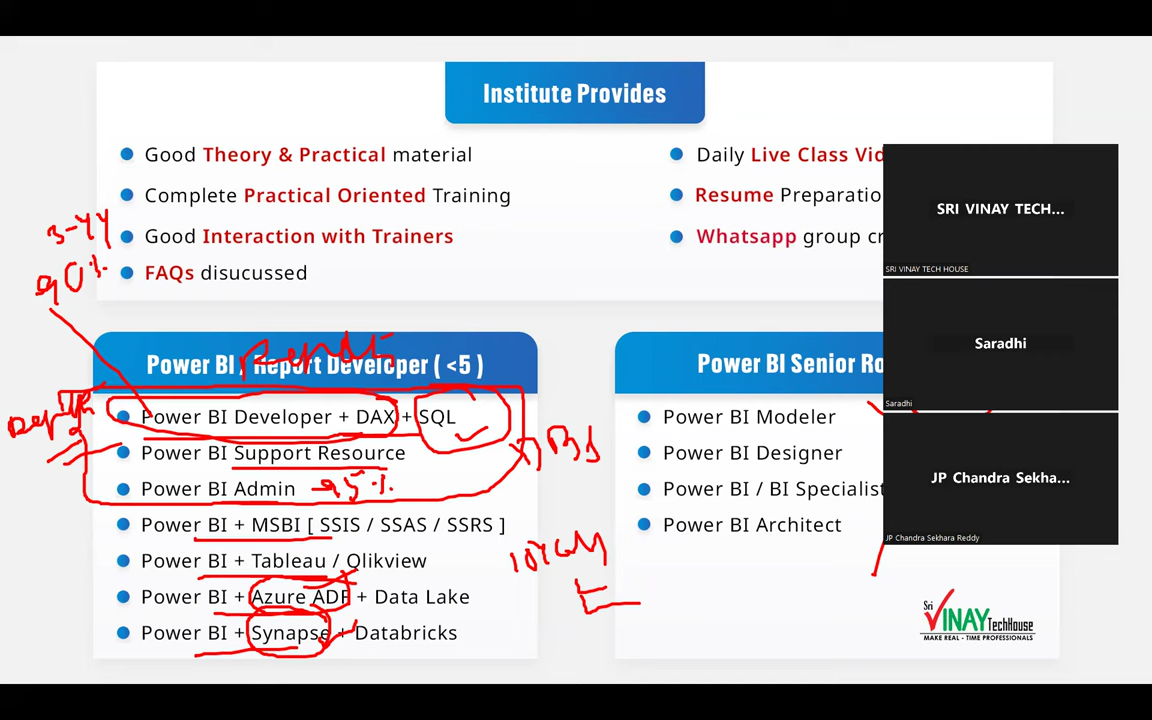 Institute Provides
Good Theory & Practical material
Complete Practical Oriented Training
Good Interaction with Trainers
FAQs disucussed
Daily Live Class Vid
Resume Preparatio
Whatsapp group cr
SRI VINAY TECH...
SRI VINAY TECH HOUSE
Saradhi
Saradhi
JP Chandra Sekha...
JP Chandra Sekhara Reddy
3-4Y
90%
Power BI / Report Developer ( <5 )
Power BI Developer + DAX + SQL
Power BI Support Resource
Power BI Admin
95%
Power BI + MSBI [ SSIS / SSAS / SSRS ]
Power BI + Tableau / Qlikview
Power BI + Azure ADF + Data Lake
Power BI + Synapse + Databricks
Power BI Senior Ro
Power BI Modeler
Power BI Designer
Power BI / BI Specialist
Power BI Architect
Sri
VINAY TechHouse
MAKE REAL - TIME PROFESSIONALS